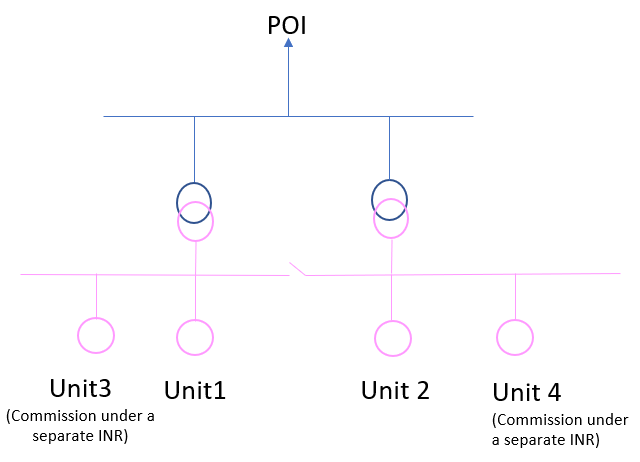 POI
Unit3
(Commission under a
separate INR)
Unit1
Unit 2
Unit 4
(Commission under
a separate INR)